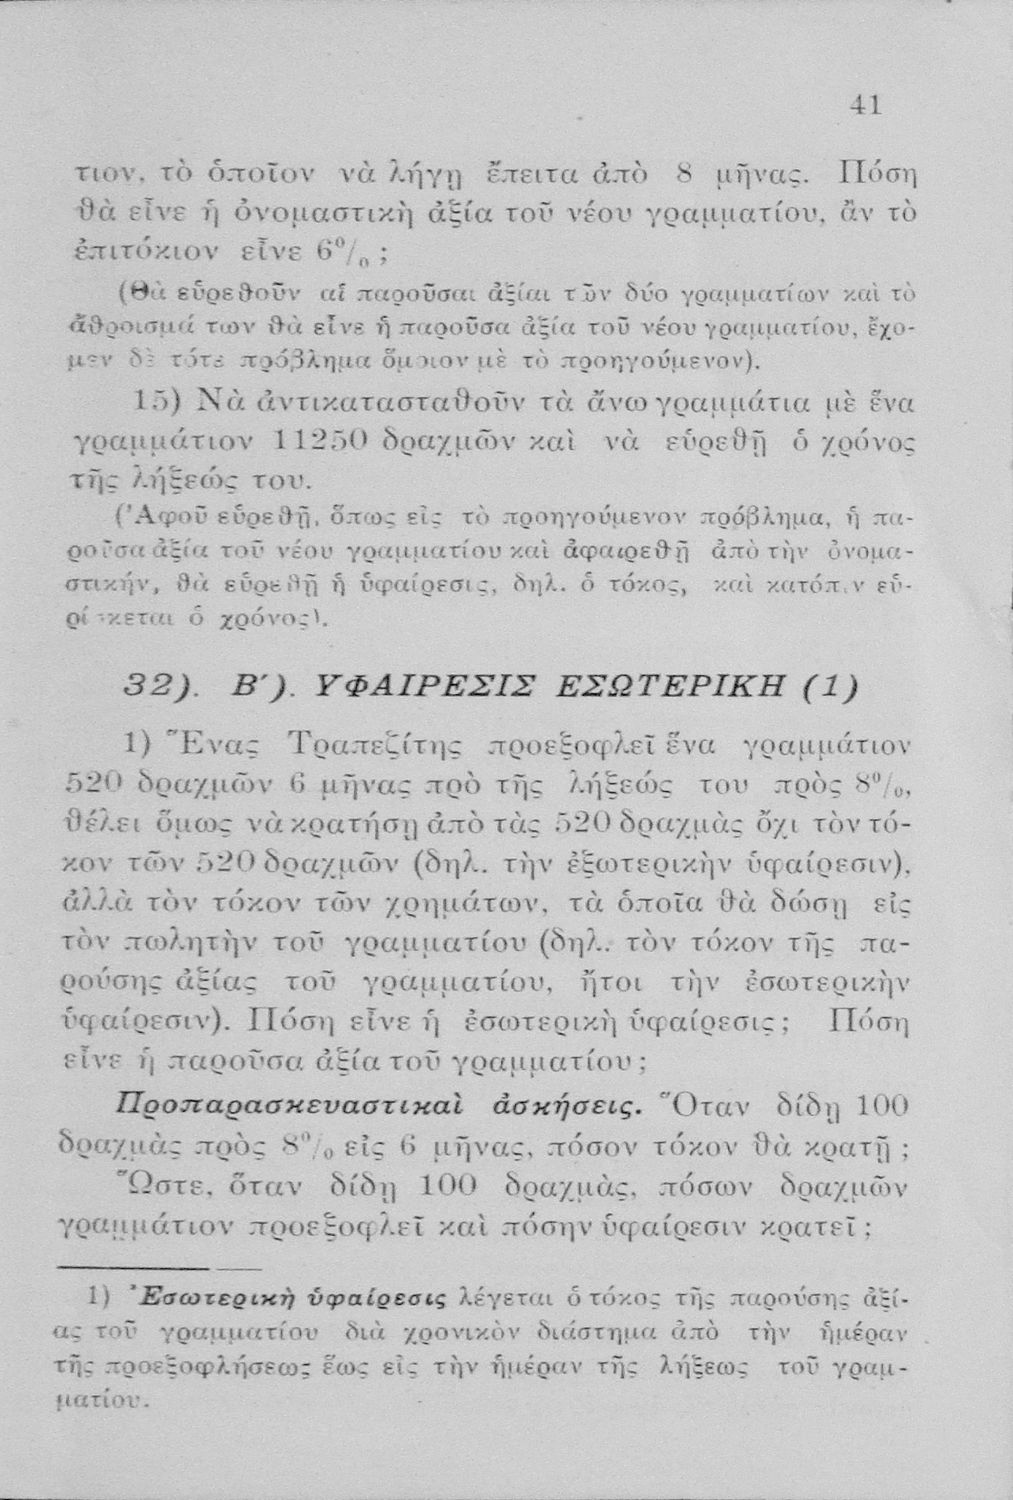 41
τιον, τὸ ὁποῖον νὰ λήγῃ ἔπειτα ἀπὸ 8 μῆνας. Πόση
θὰ εἶνε ἡ ὀνομαστικὴ ἀξία τοῦ νέου γραμματίου, ἂν τὸ
ἐπιτόκιον εἶνε 6%;
(Θὰ εὑρεθοῦν αἱ παροῦσαι ἀξίαι τῶν δύο γραμματίων καὶ τὸ
ἄθροισμά των θὰ εἶνε ἡ παροῦσα ἀξία τοῦ νέου γραμματίου, ἔχο-
μεν δὲ τότε πρόβλημα ὅμοιον μὲ τὸ προηγούμενον).
15) Νὰ ἀντικατασταθοῦν τὰ ἄνω γραμμάτια μὲ ἕνα
γραμμάτιον 11250 δραχμῶν καὶ νὰ εὑρεθῇ ὁ χρόνος
τῆς λήξεώς του.
(Ἀφοῦ εὑρεθῇ, ὅπως εἰς τὸ προηγούμενον πρόβλημα, ἡ πα-
ροῦσα ἀξία τοῦ νέου γραμματίου καὶ ἀφαιρεθῇ ἀπὸ τὴν ὀνομα-
στικήν, θὰ εὑρεθῇ ἡ ὑφαίρεσις, δηλ. ὁ τόκος, καὶ κατόπιν εὑ-
ρίσκεται ὁ χρόνος).
32). Β΄). ΥΦΑΙΡΕΣΙΣ ΕΣΩΤΕΡΙΚΗ (1)
1) Ἕνας Τραπεζίτης προεξοφλεῖ ἕνα γραμμάτιον
520 δραχμῶν 6 μῆνας πρὸ τῆς λήξεώς του πρὸς 8%,
θέλει ὅμως νὰ κρατήσῃ ἀπὸ τὰς 520 δραχμὰς ὄχι τὸν τό-
κον τῶν 520 δραχμῶν (δηλ. τὴν ἐξωτερικὴν ὑφαίρεσιν),
ἀλλὰ τὸν τόκον τῶν χρημάτων, τὰ ὁποῖα θὰ δώσῃ εἰς
τὸν πωλητὴν τοῦ γραμματίου (δηλ. τὸν τόκον τῆς πα-
ρούσης ἀξίας τοῦ γραμματίου, ἤτοι τὴν ἐσωτερικὴν
ὑφαίρεσιν). Πόση εἶνε ἡ ἐσωτερικὴ ὑφαίρεσις; Πόση
εἶνε ἡ παροῦσα ἀξία τοῦ γραμματίου;
Προπαρασκευαστικαὶ ἀσκήσεις. Ὅταν δίδῃ 100
δραχμὰς πρὸς 8% εἰς 6 μῆνας, πόσον τόκον θὰ κρατῇ;
Ὥστε, ὅταν δίδῃ 100 δραχμὰς, πόσων δραχμῶν
γραμμάτιον προεξοφλεῖ καὶ πόσην ὑφαίρεσιν κρατεῖ;
1) Ἐσωτερικὴ ὑφαίρεσις λέγεται ὁ τόκος τῆς παρούσης ἀξί-
ας τοῦ γραμματίου διὰ χρονικὸν διάστημα ἀπὸ τὴν ἡμέραν
τῆς προεξοφλήσεως ἕως εἰς τὴν ἡμέραν τῆς λήξεως τοῦ γραμ-
ματίου.